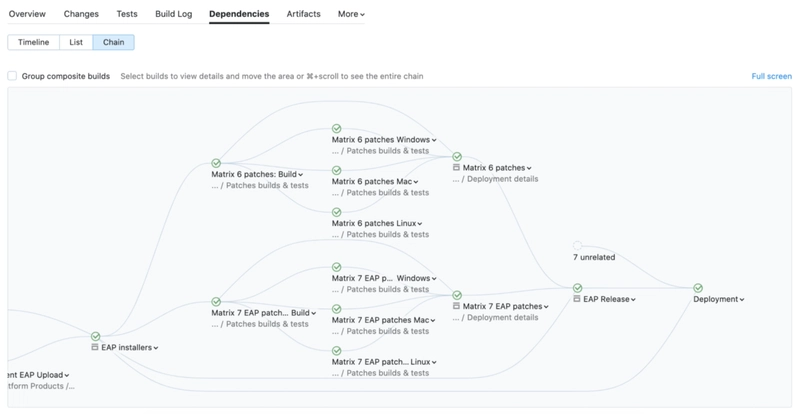 Overview Changes Tests Build Log Dependencies Artifacts More
Timeline List Chain
Group composite builds Select builds to view details and move the area or ⌘+scroll to see the entire chain Full screen
Matrix 6 patches Windows
... / Patches builds & tests
Matrix 6 patches: Build
... / Patches builds & tests
Matrix 6 patches
... / Deployment details
Matrix 6 patches Mac
... / Patches builds & tests
Matrix 6 patches Linux
... / Patches builds & tests
7 unrelated
Matrix 7 EAP p... Windows
... / Patches builds & tests
EAP Release
Deployment
Matrix 7 EAP patch... Build
... / Patches builds & tests
Matrix 7 EAP patches
... / Deployment details
Matrix 7 EAP patches Mac
... / Patches builds & tests
EAP installers
Matrix 7 EAP patch... Linux
... / Patches builds & tests
ent EAP Upload
tform Products /...